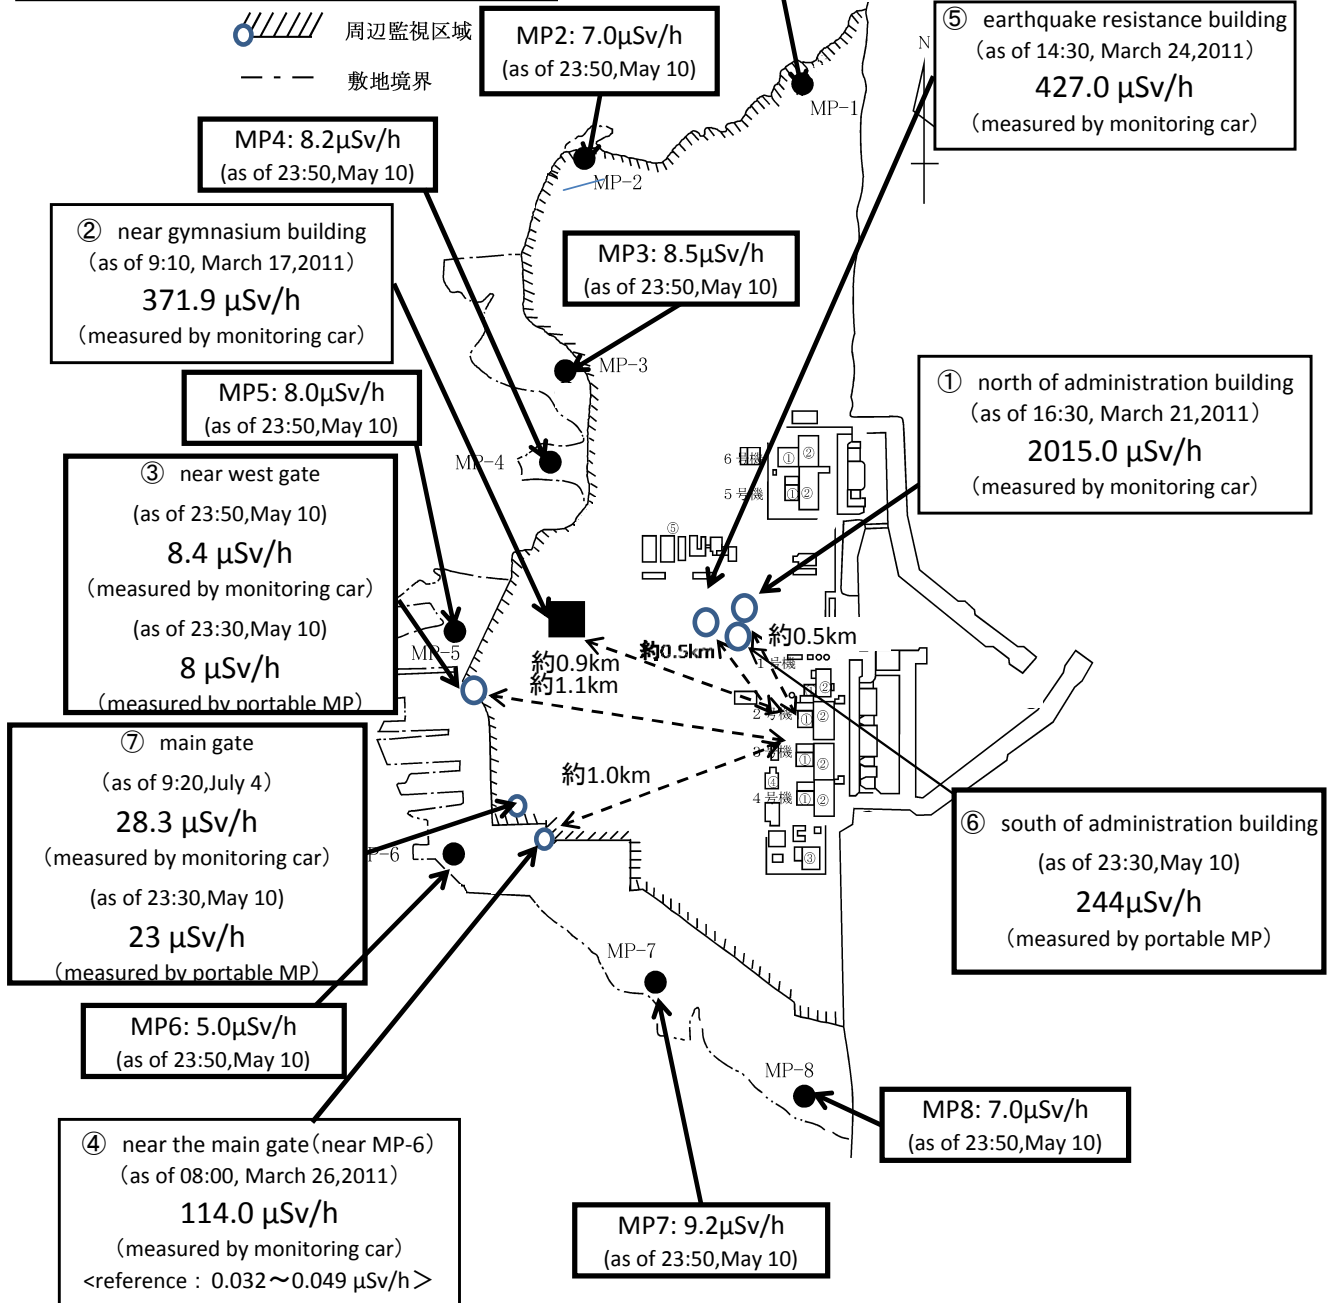 周辺監視区域
敷地境界
MP2: 7.0μSv/h
(as of 23:50,May 10)
⑤ earthquake resistance building
(as of 14:30, March 24,2011)
427.0 μSv/h
(measured by monitoring car)
N
MP-1
MP4: 8.2μSv/h
(as of 23:50,May 10)
MP-2
② near gymnasium building
(as of 9:10, March 17,2011)
371.9 μSv/h
(measured by monitoring car)
MP3: 8.5μSv/h
(as of 23:50,May 10)
MP-3
① north of administration building
(as of 16:30, March 21,2011)
2015.0 μSv/h
(measured by monitoring car)
MP5: 8.0μSv/h
(as of 23:50,May 10)
MP-4
6号機
① ②
5号機
① ②
⑤
③ near west gate
(as of 23:50,May 10)
8.4 μSv/h
(measured by monitoring car)
(as of 23:30,May 10)
8 μSv/h
(measured by portable MP)
MP-5
約0.9km
約1.1km
約0.5km
約0.5km
1号機
②
2号機
① ②
3号機
① ②
④
4号機
① ②
③
約1.0km
⑦ main gate
(as of 9:20,July 4)
28.3 μSv/h
(measured by monitoring car)
(as of 23:30,May 10)
23 μSv/h
(measured by portable MP)
P-6
⑥ south of administration building
(as of 23:30,May 10)
244μSv/h
(measured by portable MP)
MP-7
MP6: 5.0μSv/h
(as of 23:50,May 10)
MP-8
MP8: 7.0μSv/h
(as of 23:50,May 10)
④ near the main gate(near MP-6)
(as of 08:00, March 26,2011)
114.0 μSv/h
(measured by monitoring car)
<reference : 0.032～0.049 μSv/h＞
MP7: 9.2μSv/h
(as of 23:50,May 10)